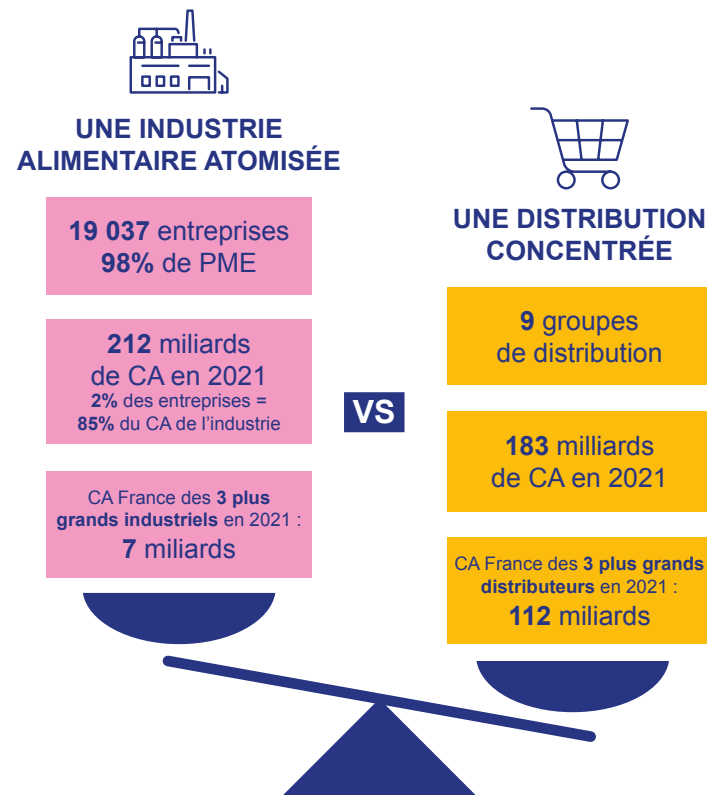 UNE INDUSTRIE
ALIMENTAIRE ATOMISÉE
19 037 entreprises
98% de PME
212 miliards
de CA en 2021
2% des entreprises =
85% du CA de l'industrie
CA France des 3 plus
grands industriels en 2021 :
7 miliards
VS
UNE DISTRIBUTION
CONCENTRÉE
9 groupes
de distribution
183 milliards
de CA en 2021
CA France des 3 plus grands
distributeurs en 2021 :
112 miliards